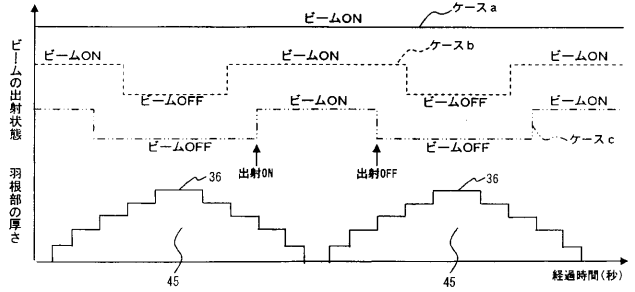 ビームON
ケースa
ビームON
ビームON
ケースb
ビームON
ビームOFF
ビームOFF
ビームON
ビームON
ビームOFF
ビームOFF
ケースc
出射ON
出射OFF
ビームの出射状態
羽根部の厚さ
36
36
45
45
経過時間(秒)